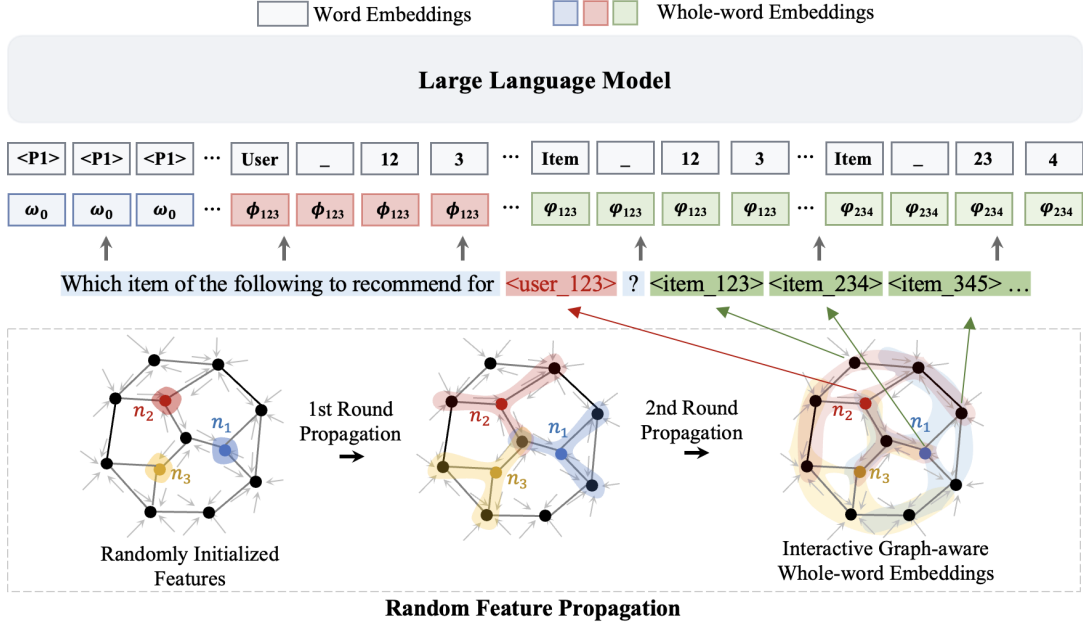 Word Embeddings Whole-word Embeddings
Large Language Model
<P1> <P1> <P1> ... User _ 12 3 ... Item _ 12 3 ... Item _ 23 4
ω₀ ω₀ ω₀ ... ϕ₁₂₃ ϕ₁₂₃ ϕ₁₂₃ ϕ₁₂₃ ... φ₁₂₃ φ₁₂₃ φ₁₂₃ φ₁₂₃ ... φ₂₃₄ φ₂₃₄ φ₂₃₄ φ₂₃₄
Which item of the following to recommend for <user_123> ? <item_123> <item_234> <item_345> ...
n₂ n₁ n₃
1st Round
Propagation
n₂ n₁ n₃
2nd Round
Propagation
n₂ n₁ n₃
Randomly Initialized
Features
Interactive Graph-aware
Whole-word Embeddings
Random Feature Propagation